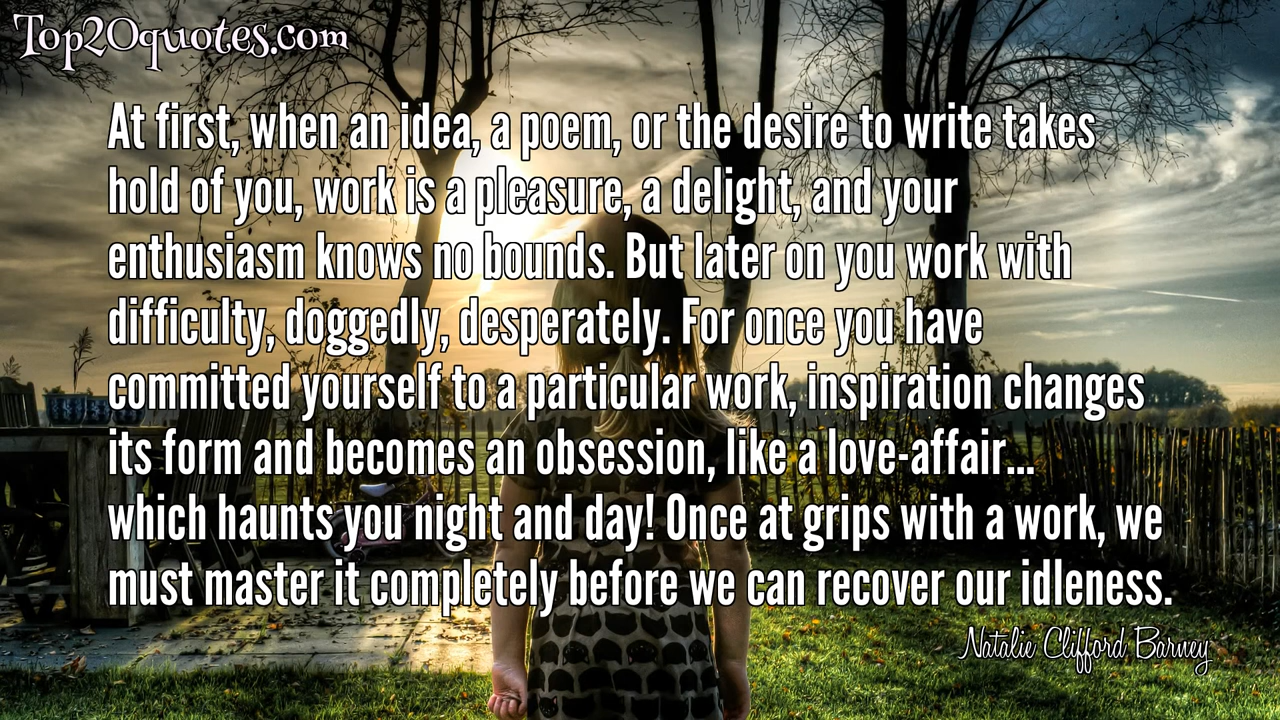 Top20quotes.com
At first, when an idea, a poem, or the desire to write takes
hold of you, work is a pleasure, a delight, and your
enthusiasm knows no bounds. But later on you work with
difficulty, doggedly, desperately. For once you have
committed yourself to a particular work, inspiration changes
its form and becomes an obsession, like a love-affair...
which haunts you night and day! Once at grips with a work, we
must master it completely before we can recover our idleness.
Natalie Clifford Barney